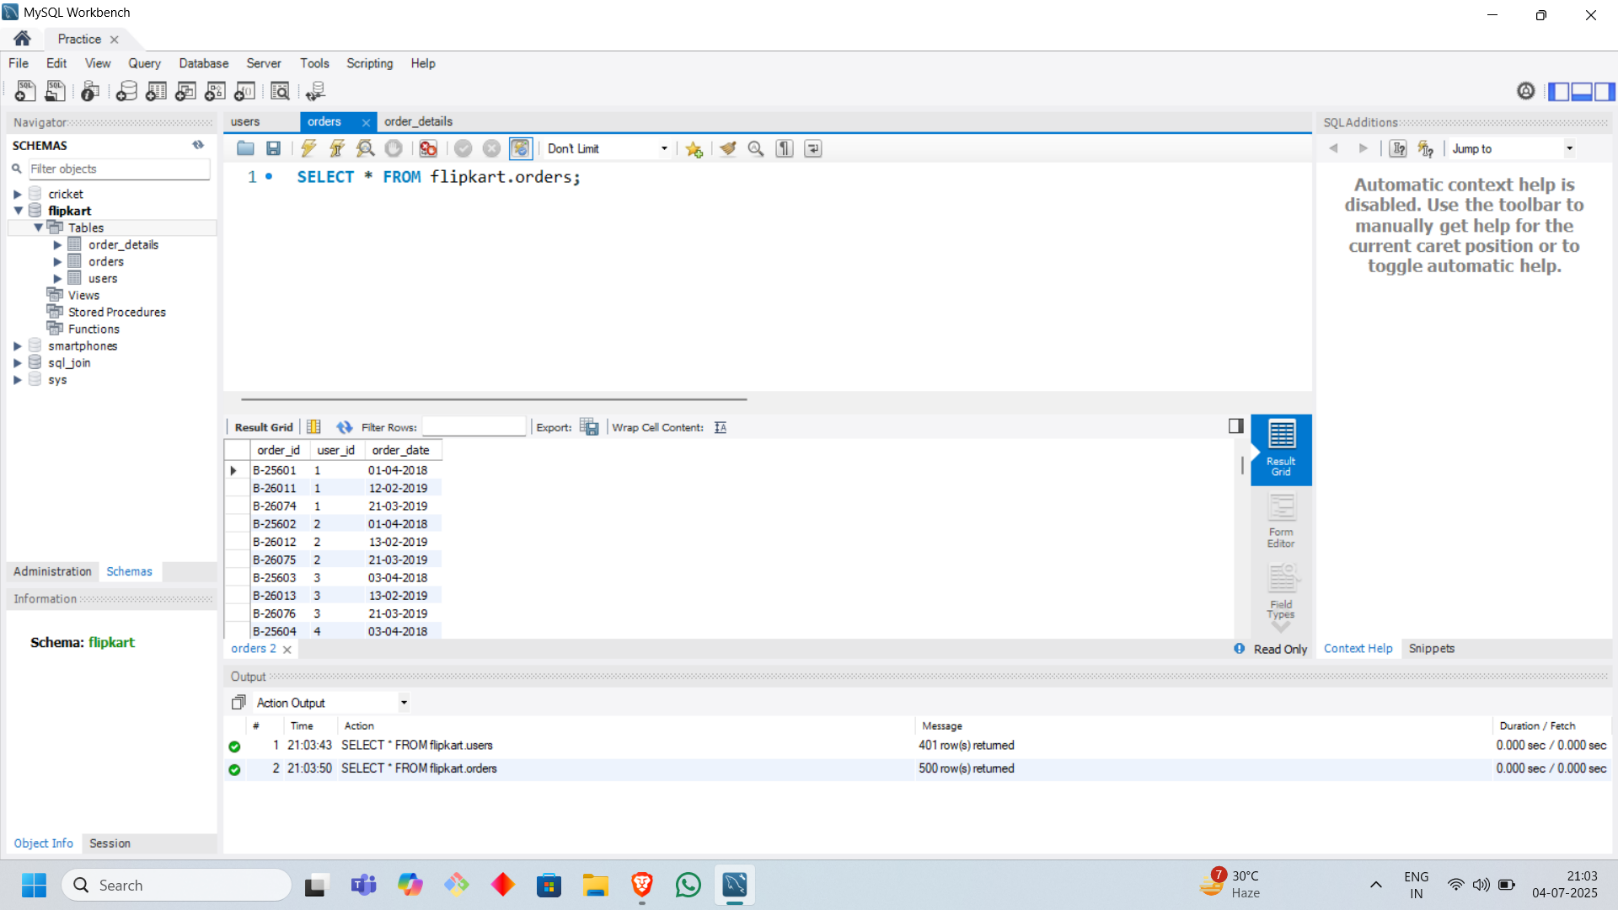 MySQL Workbench
Practice
File Edit View Query Database Server Tools Scripting Help
Navigator
SCHEMAS
Filter objects
cricket
flipkart
Tables
order_details
orders
users
Views
Stored Procedures
Functions
smartphones
sql_join
sys
Administration Schemas
Information
Schema: flipkart
Object Info Session
users orders order_details
Don't Limit
1 SELECT * FROM flipkart.orders;
Result Grid Filter Rows: Export: Wrap Cell Content:
order_id user_id order_date
B-25601 1 01-04-2018
B-26011 1 12-02-2019
B-26074 1 21-03-2019
B-25602 2 01-04-2018
B-26012 2 13-02-2019
B-26075 2 21-03-2019
B-25603 3 03-04-2018
B-26013 3 13-02-2019
B-26076 3 21-03-2019
B-25604 4 03-04-2018
Result
Grid
Form
Editor
Field
Types
orders 2
Read Only
SQLAdditions
Jump to
Automatic context help is
disabled. Use the toolbar to
manually get help for the
current caret position or to
toggle automatic help.
Context Help Snippets
Output
Action Output
# Time Action Message Duration / Fetch
1 21:03:43 SELECT * FROM flipkart.users 401 row(s) returned 0.000 sec / 0.000 sec
2 21:03:50 SELECT * FROM flipkart.orders 500 row(s) returned 0.000 sec / 0.000 sec
Search
7
30°C
Haze
ENG
IN
21:03
04-07-2025